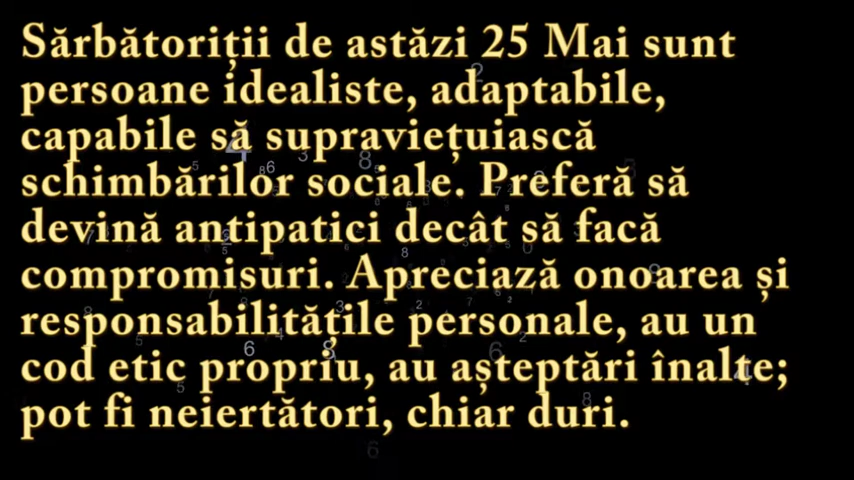 Sărbătoriții de astăzi 25 Mai sunt
persoane idealiste, adaptabile,
capabile să supraviețuiască
schimbărilor sociale. Preferă să
devină antipatici decât să facă
compromisuri. Apreciază onoarea și
responsabilitățile personale, au un
cod etic propriu, au așteptări înalte;
pot fi neiertători, chiar duri.